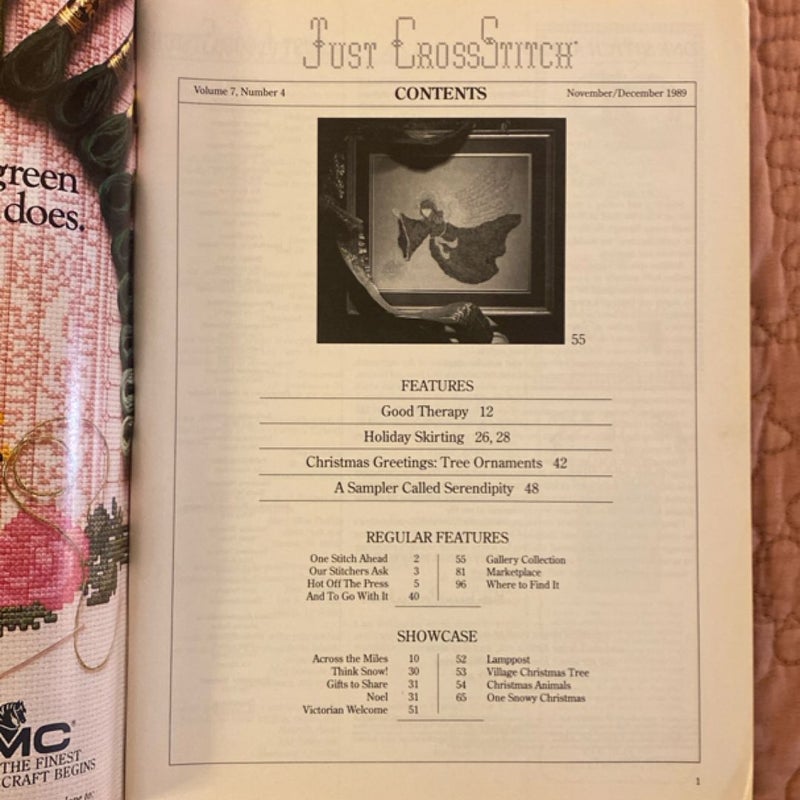 green
does.
MC®
THE FINEST
CRAFT BEGINS
Just CrossStitch®
Volume 7, Number 4 CONTENTS November/December 1989
55
FEATURES
Good Therapy 12
Holiday Skirting 26, 28
Christmas Greetings: Tree Ornaments 42
A Sampler Called Serendipity 48
REGULAR FEATURES
One Stitch Ahead 2 55 Gallery Collection
Our Stitchers Ask 3 81 Marketplace
Hot Off The Press 5 96 Where to Find It
And To Go With It 40
SHOWCASE
Across the Miles 10 52 Lamppost
Think Snow! 30 53 Village Christmas Tree
Gifts to Share 31 54 Christmas Animals
Noel 31 65 One Snowy Christmas
Victorian Welcome 51
1